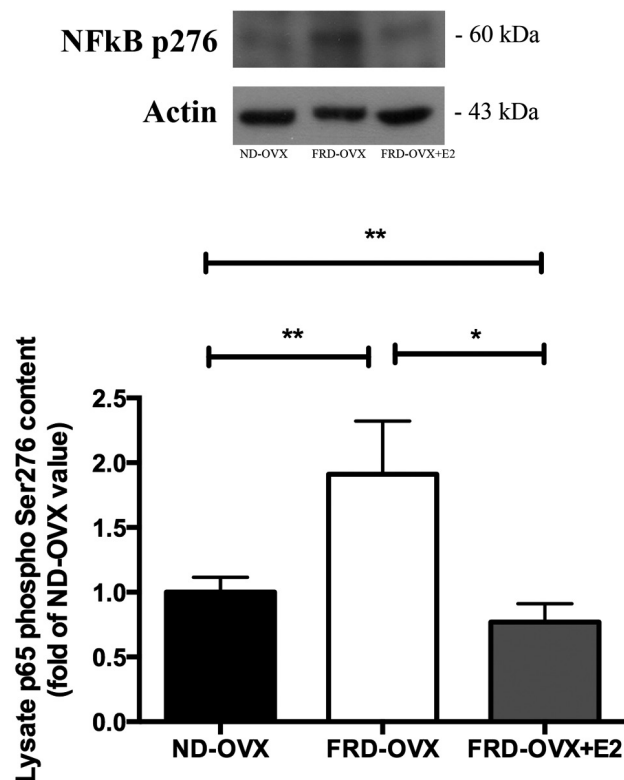 NFkB p276
- 60 kDa
Actin
- 43 kDa
ND-OVX FRD-OVX FRD-OVX+E2
**
** *
Lysate p65 phospho Ser276 content
(fold of ND-OVX value)
2.5
2.0
1.5
1.0
0.5
0.0
ND-OVX FRD-OVX FRD-OVX+E2